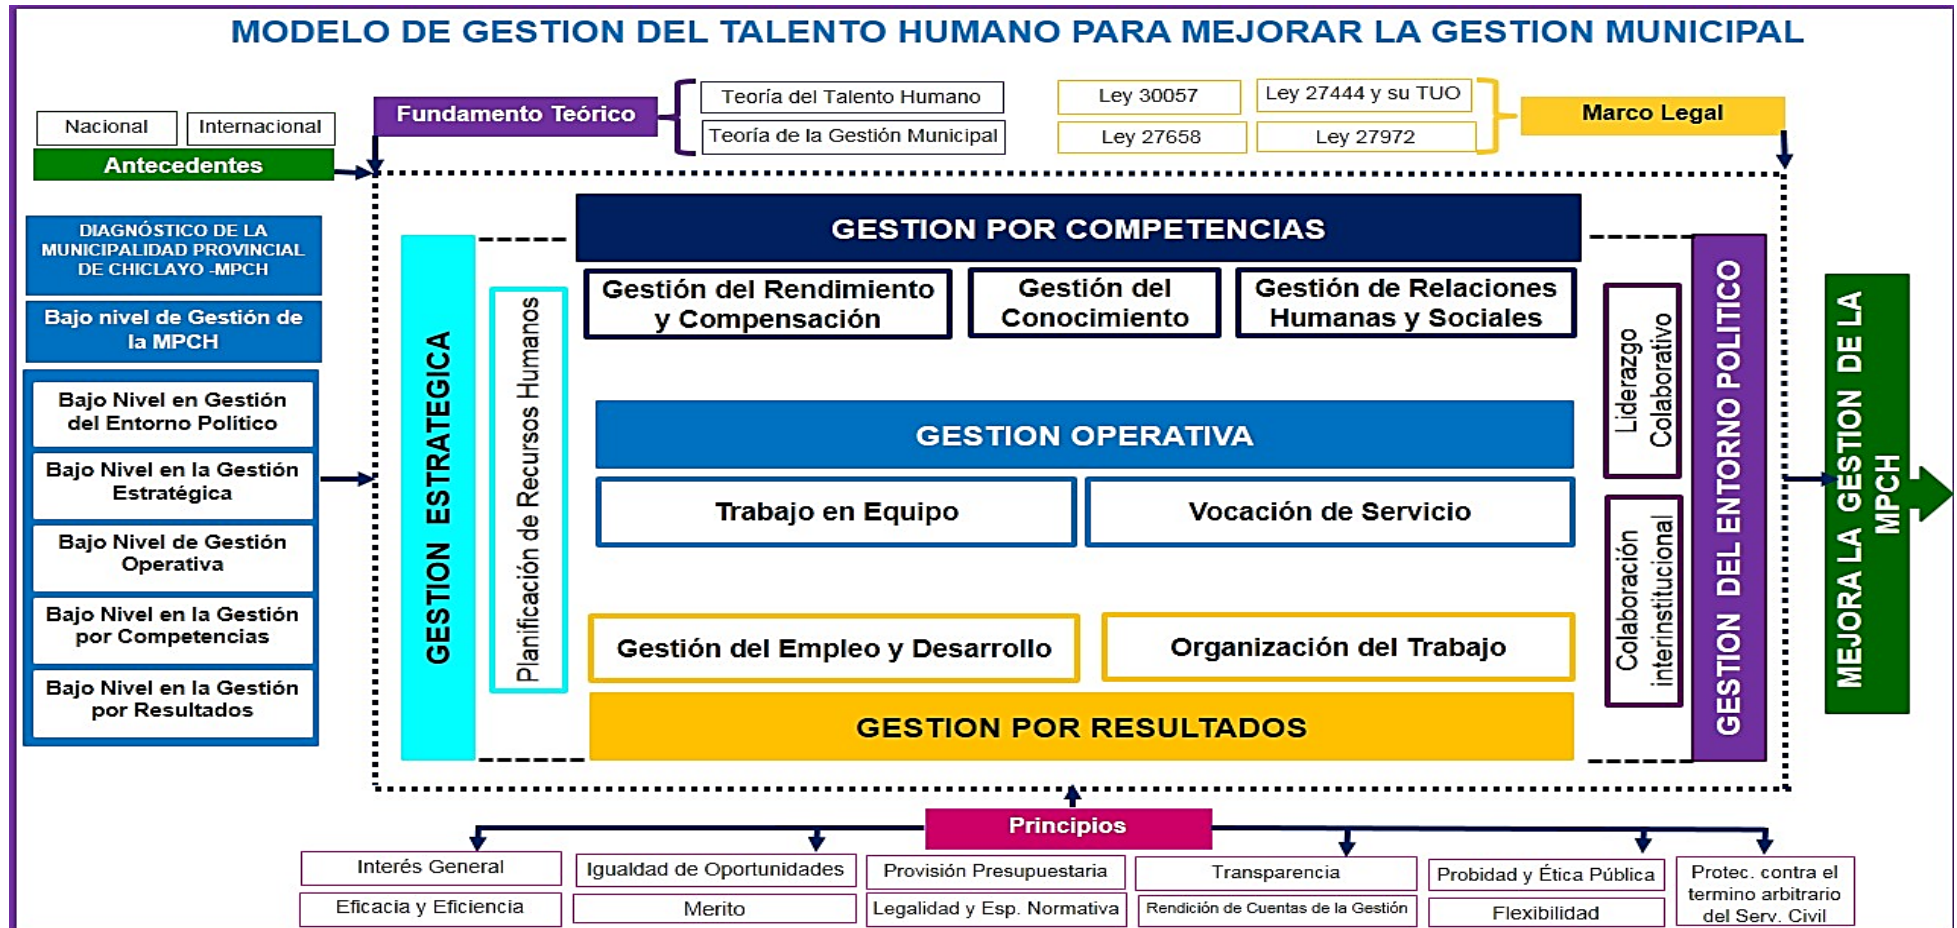 MODELO DE GESTION DEL TALENTO HUMANO PARA MEJORAR LA GESTION MUNICIPAL
Nacional
Internacional
Antecedentes
Fundamento Teórico
Teoría del Talento Humano
Teoría de la Gestión Municipal
Ley 30057
Ley 27444 y su TUO
Ley 27658
Ley 27972
Marco Legal
DIAGNÓSTICO DE LA
MUNICIPALIDAD PROVINCIAL
DE CHICLAYO -MPCH
Bajo nivel de Gestión de
la MPCH
Bajo Nivel en Gestión
del Entorno Político
Bajo Nivel en la Gestión
Estratégica
Bajo Nivel de Gestión
Operativa
Bajo Nivel en la Gestión
por Competencias
Bajo Nivel en la Gestión
por Resultados
GESTION ESTRATEGICA
Planificación de Recursos Humanos
GESTION POR COMPETENCIAS
Gestión del Rendimiento
y Compensación
Gestión del
Conocimiento
Gestión de Relaciones
Humanas y Sociales
GESTION OPERATIVA
Trabajo en Equipo
Vocación de Servicio
Gestión del Empleo y Desarrollo
Organización del Trabajo
GESTION POR RESULTADOS
Liderazgo
Colaborativo
Colaboración
interinstitucional
GESTION DEL ENTORNO POLITICO
MEJORA LA GESTION DE LA
MPCH
Principios
Interés General
Eficacia y Eficiencia
Igualdad de Oportunidades
Merito
Provisión Presupuestaria
Legalidad y Esp. Normativa
Transparencia
Rendición de Cuentas de la Gestión
Probidad y Ética Pública
Flexibilidad
Protec. contra el
termino arbitrario
del Serv. Civil